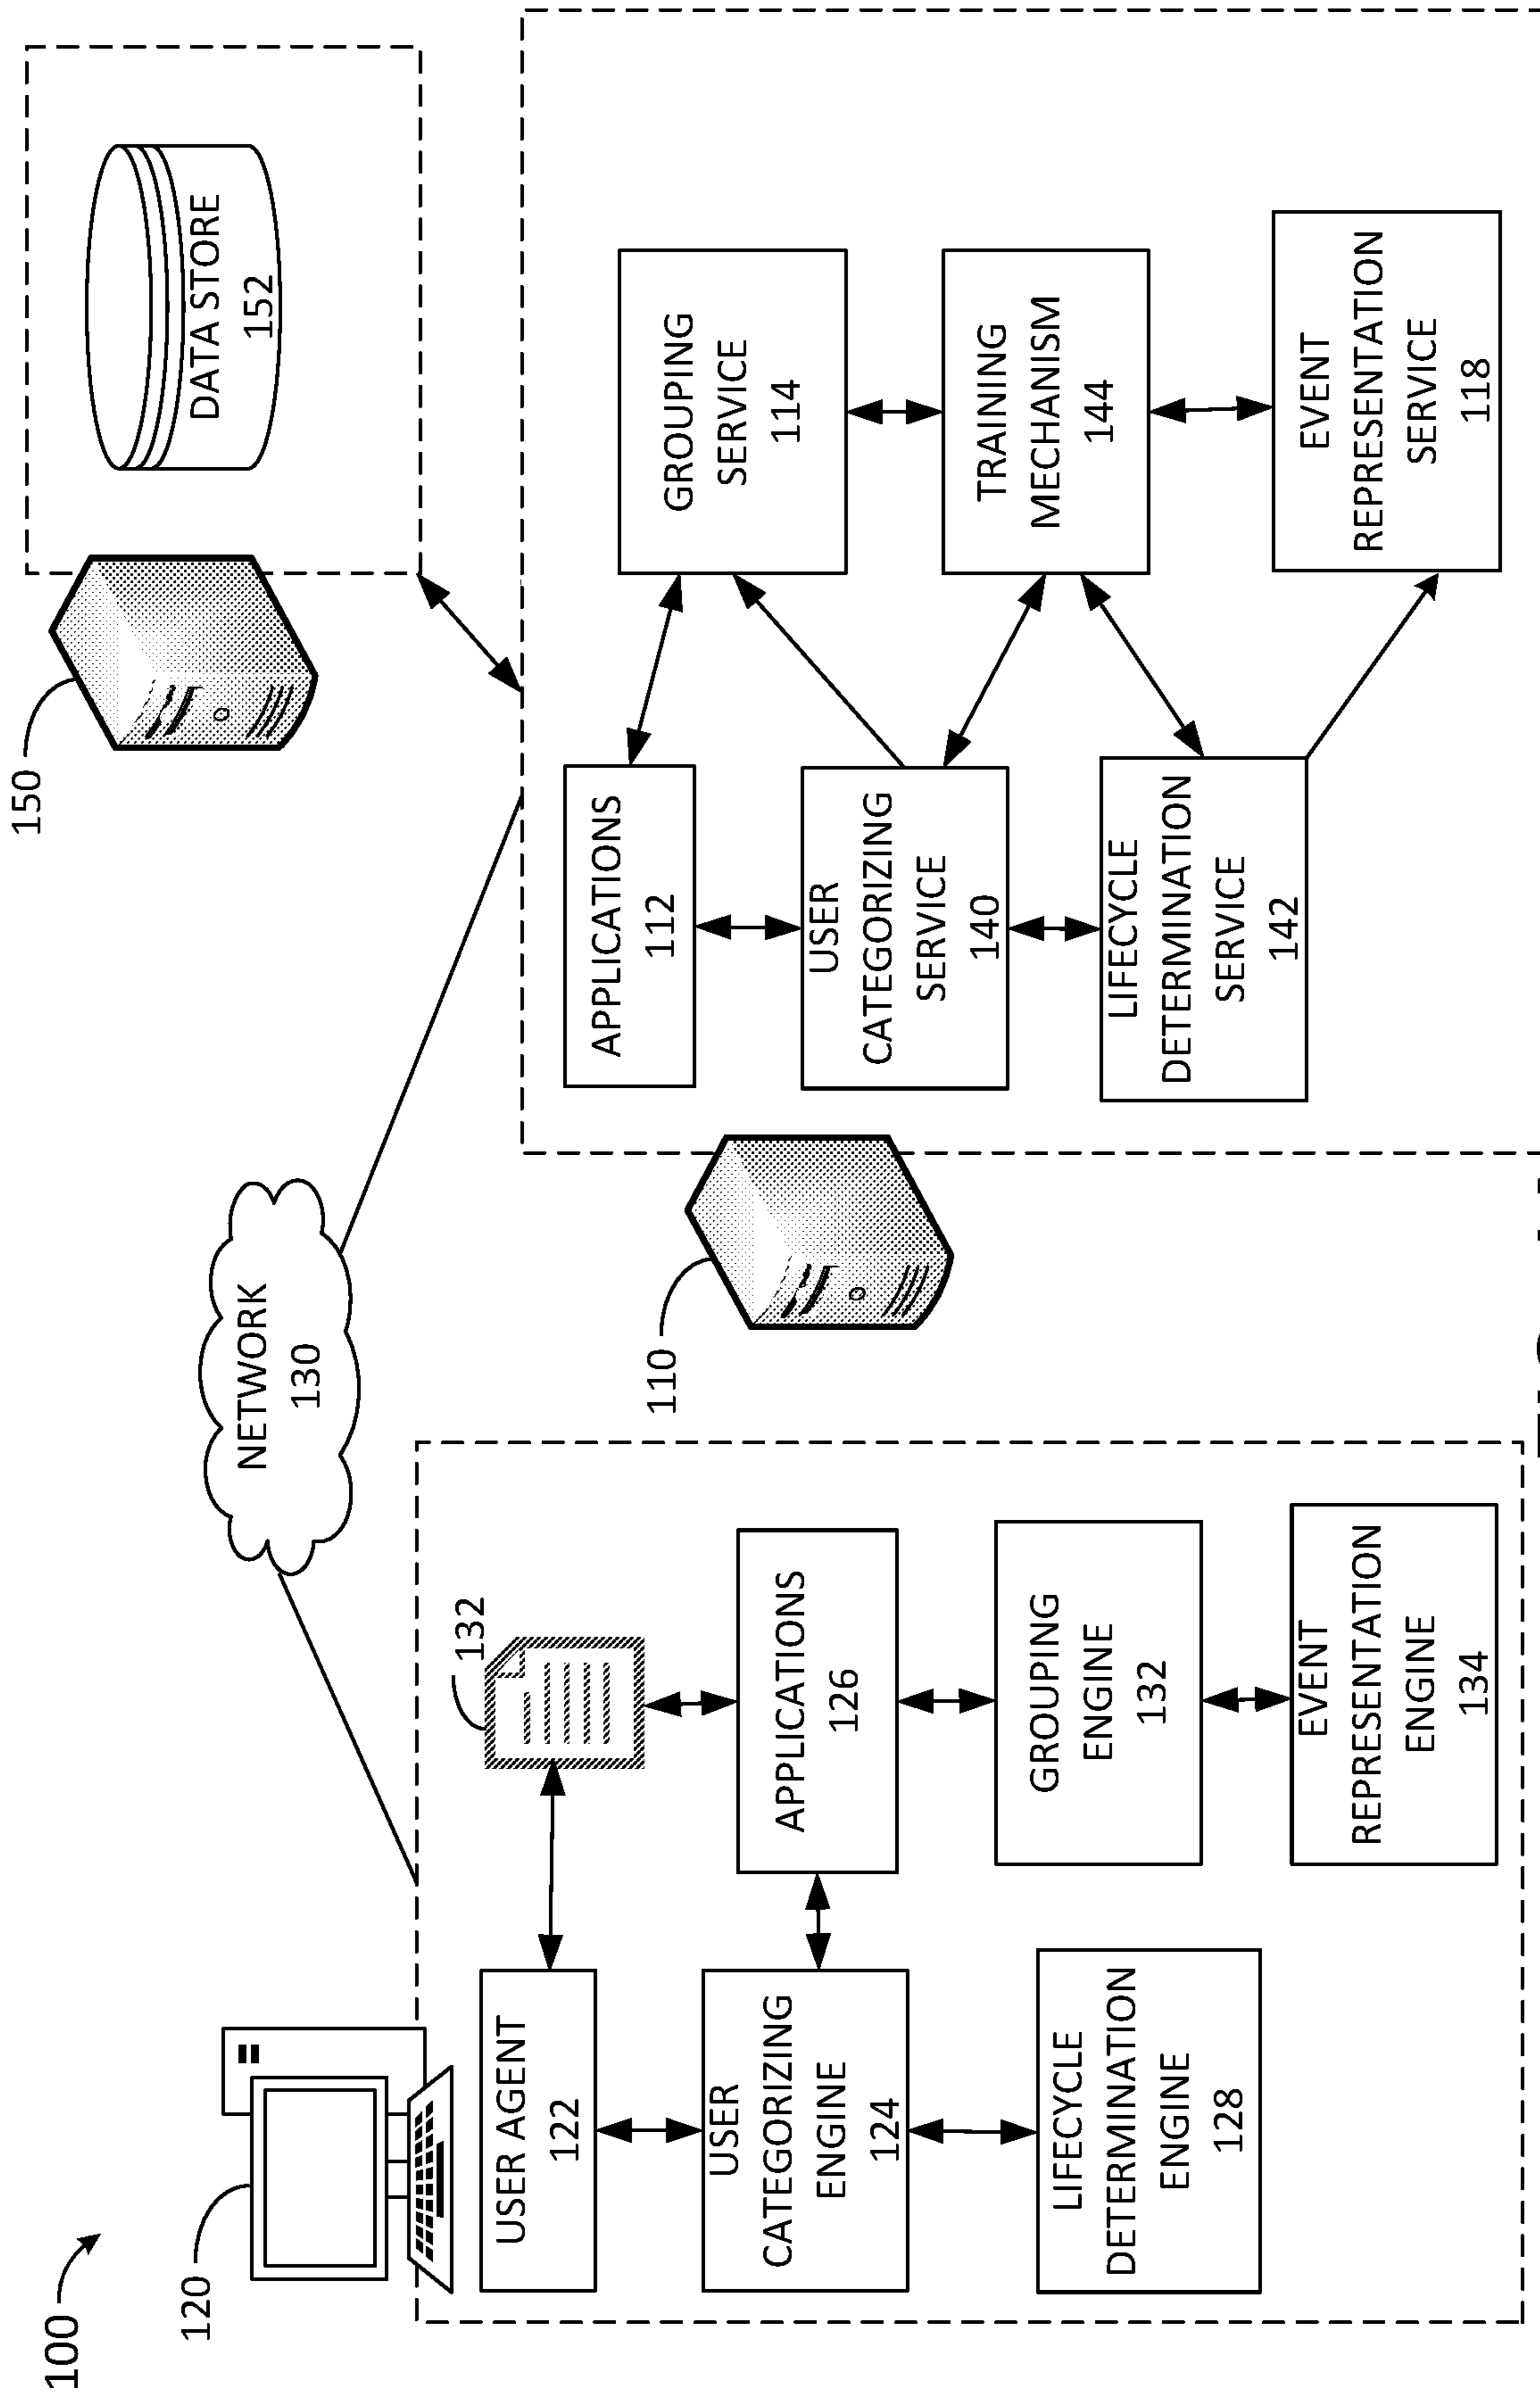 100
120
NETWORK
130
150
DATA STORE
152
USER AGENT
122
132
USER
CATEGORIZING
ENGINE
124
APPLICATIONS
126
LIFECYCLE
DETERMINATION
ENGINE
128
GROUPING
ENGINE
132
EVENT
REPRESENTATION
ENGINE
134
110
APPLICATIONS
112
GROUPING
SERVICE
114
USER
CATEGORIZING
SERVICE
140
TRAINING
MECHANISM
144
LIFECYCLE
DETERMINATION
SERVICE
142
EVENT
REPRESENTATION
SERVICE
118